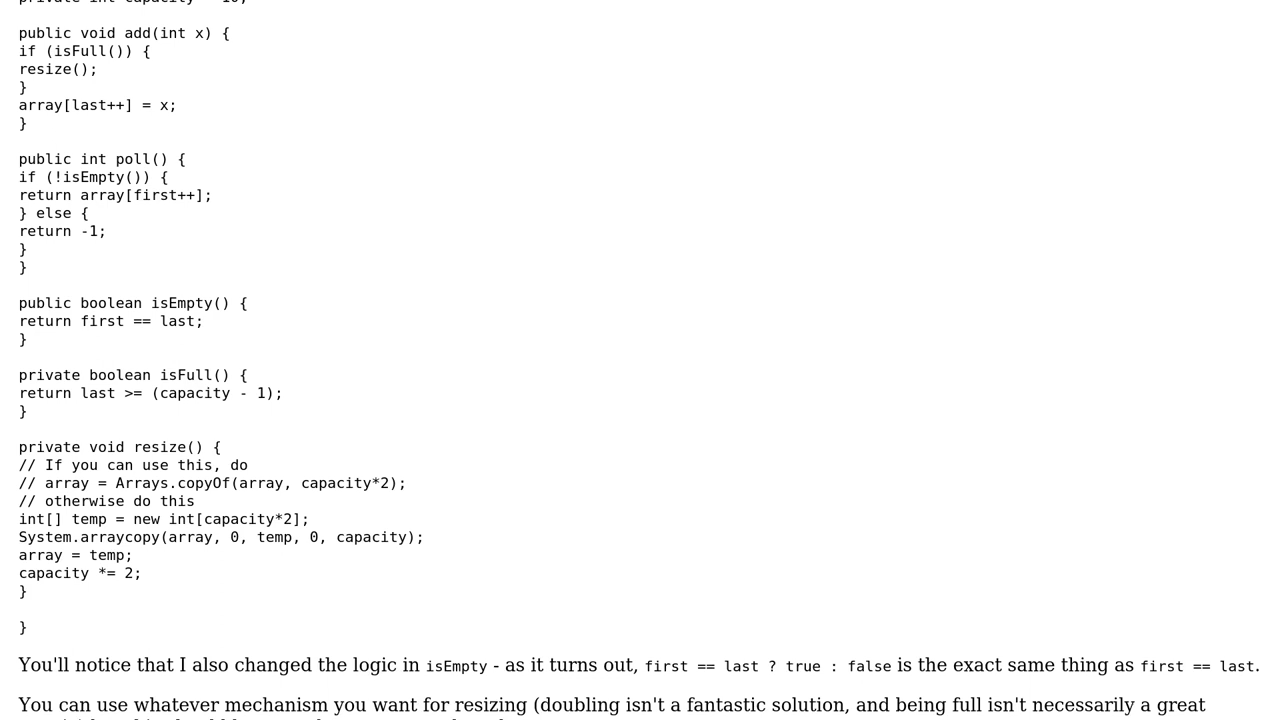 public void add(int x) {
if (isFull()) {
resize();
}
array[last++] = x;
}
public int poll() {
if (!isEmpty()) {
return array[first++];
} else {
return -1;
}
}
public boolean isEmpty() {
return first == last;
}
private boolean isFull() {
return last >= (capacity - 1);
}
private void resize() {
// If you can use this, do
// array = Arrays.copyOf(array, capacity*2);
// otherwise do this
int[] temp = new int[capacity*2];
System.arraycopy(array, 0, temp, 0, capacity);
array = temp;
capacity *= 2;
}
}
You'll notice that I also changed the logic in isEmpty - as it turns out, first == last ? true : false is the exact same thing as first == last.
You can use whatever mechanism you want for resizing (doubling isn't a fantastic solution, and being full isn't necessarily a great